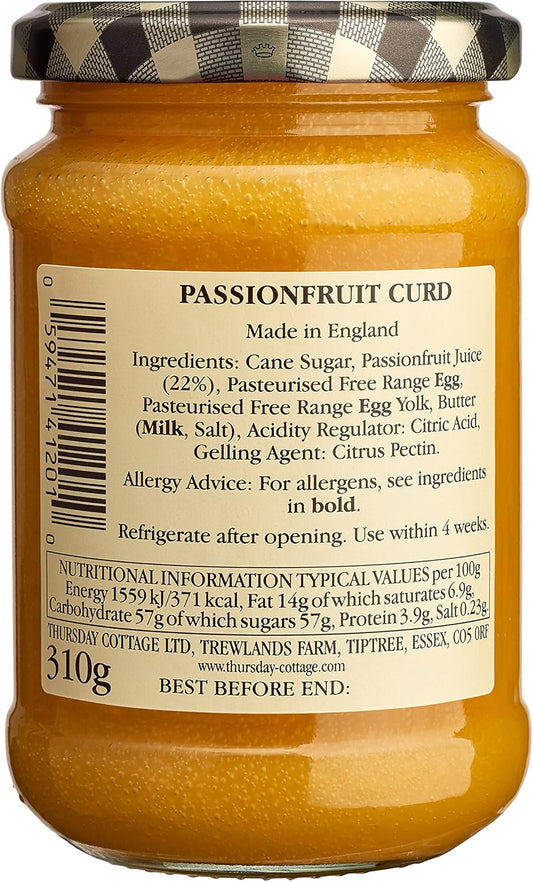 PASSIONFRUIT CURD
Made in England
Ingredients: Cane Sugar, Passionfruit Juice
(22%), Pasteurised Free Range Egg,
Pasteurised Free Range Egg Yolk, Butter
(Milk, Salt), Acidity Regulator: Citric Acid,
Gelling Agent: Citrus Pectin.
Allergy Advice: For allergens, see ingredients
in bold.
Refrigerate after opening. Use within 4 weeks.
0 59471 41201 0
NUTRITIONAL INFORMATION TYPICAL VALUES per 100g
Energy 1559 kJ/371 kcal, Fat 14g of which saturates 6.9g,
Carbohydrate 57g of which sugars 57g, Protein 3.9g, Salt 0.23g.
THURSDAY COTTAGE LTD, TREWLANDS FARM, TIPTREE, ESSEX, CO5 0RF
www.thursday-cottage.com
310g
BEST BEFORE END: